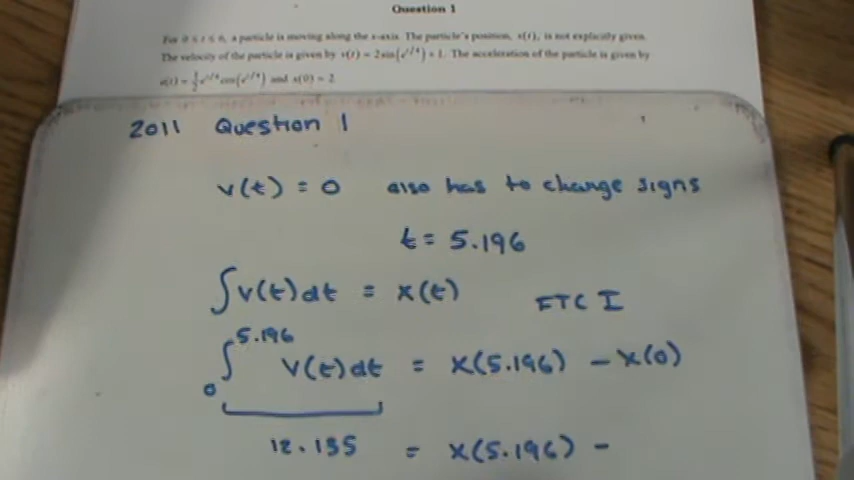 Question 1
For 0 ≤ t ≤ 6, a particle is moving along the x-axis. The particle's position, x(t), is not explicitly given.
The velocity of the particle is given by v(t) = 2 sin(e^(t/4)) + 1. The acceleration of the particle is given by
a(t) = 1/2 e^(t/4) cos(e^(t/4)) and x(0) = 2.
2011 Question 1
v(t) = 0 also has to change signs
t = 5.196
∫v(t)dt = x(t) FTC I
∫₀^5.196 v(t)dt = x(5.196) - x(0)
12.135 = x(5.196) -